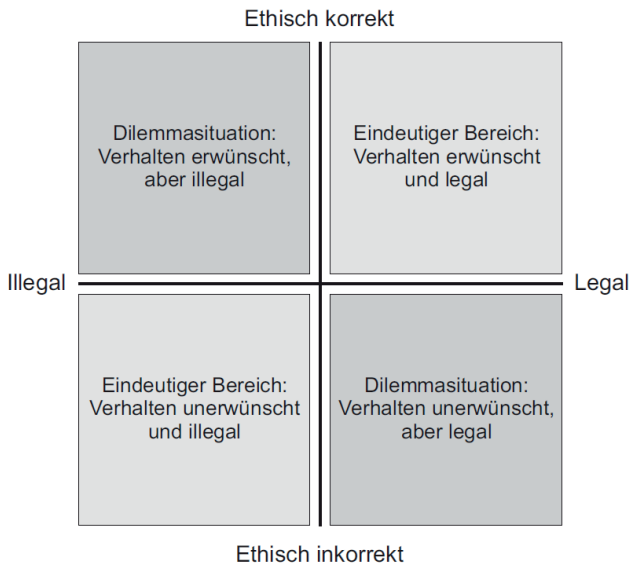 Ethisch korrekt
Dilemmasituation:
Verhalten erwünscht,
aber illegal
Eindeutiger Bereich:
Verhalten erwünscht
und legal
Illegal
Legal
Eindeutiger Bereich:
Verhalten unerwünscht
und illegal
Dilemmasituation:
Verhalten unerwünscht,
aber legal
Ethisch inkorrekt